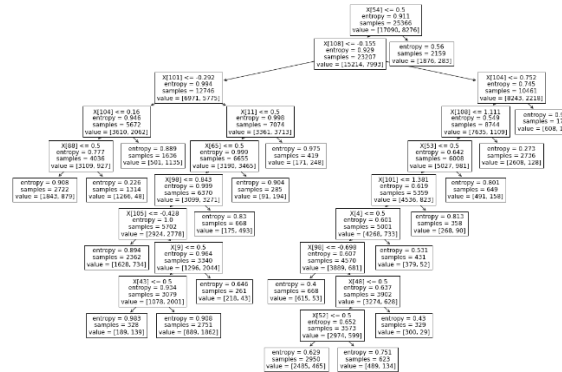 X[54] <= 0.5
entropy = 0.911
samples = 25366
value = [17090, 8276]
X[108] <= -0.155
entropy = 0.929
samples = 23207
value = [15214, 7993]
entropy = 0.56
samples = 2159
value = [1876, 283]
X[101] <= -0.292
entropy = 0.994
samples = 12746
value = [6971, 5775]
X[104] <= 0.752
entropy = 0.745
samples = 10461
value = [8243, 2218]
X[104] <= 0.16
entropy = 0.946
samples = 5672
value = [3610, 2062]
X[11] <= 0.5
entropy = 0.998
samples = 7074
value = [3361, 3713]
X[108] <= 1.111
entropy = 0.549
samples = 8744
value = [7635, 1109]
X[88] <= 0.5
entropy = 0.777
samples = 4036
value = [3109, 927]
entropy = 0.889
samples = 1636
value = [501, 1135]
X[65] <= 0.5
entropy = 0.999
samples = 6655
value = [3190, 3465]
entropy = 0.975
samples = 419
value = [171, 248]
X[53] <= 0.5
entropy = 0.642
samples = 6008
value = [5027, 981]
entropy = 0.273
samples = 2736
value = [2608, 128]
entropy = 0.908
samples = 2722
value = [1843, 879]
entropy = 0.226
samples = 1314
value = [1266, 48]
X[98] <= 0.843
entropy = 0.999
samples = 6370
value = [3099, 3271]
entropy = 0.904
samples = 285
value = [91, 194]
X[101] <= 1.381
entropy = 0.619
samples = 5359
value = [4536, 823]
entropy = 0.801
samples = 649
value = [491, 158]
X[105] <= -0.428
entropy = 1.0
samples = 5702
value = [2924, 2778]
entropy = 0.83
samples = 668
value = [175, 493]
X[4] <= 0.5
entropy = 0.601
samples = 5001
value = [4268, 733]
entropy = 0.813
samples = 358
value = [268, 90]
entropy = 0.894
samples = 2362
value = [1628, 734]
X[9] <= 0.5
entropy = 0.964
samples = 3340
value = [1296, 2044]
X[98] <= -0.698
entropy = 0.607
samples = 4570
value = [3889, 681]
entropy = 0.531
samples = 431
value = [379, 52]
X[43] <= 0.5
entropy = 0.934
samples = 3079
value = [1078, 2001]
entropy = 0.646
samples = 261
value = [218, 43]
entropy = 0.4
samples = 668
value = [615, 53]
X[48] <= 0.5
entropy = 0.637
samples = 3902
value = [3274, 628]
entropy = 0.983
samples = 328
value = [189, 139]
entropy = 0.908
samples = 2751
value = [889, 1862]
X[52] <= 0.5
entropy = 0.652
samples = 3573
value = [2974, 599]
entropy = 0.43
samples = 329
value = [300, 29]
entropy = 0.629
samples = 2950
value = [2485, 465]
entropy = 0.751
samples = 623
value = [489, 134]